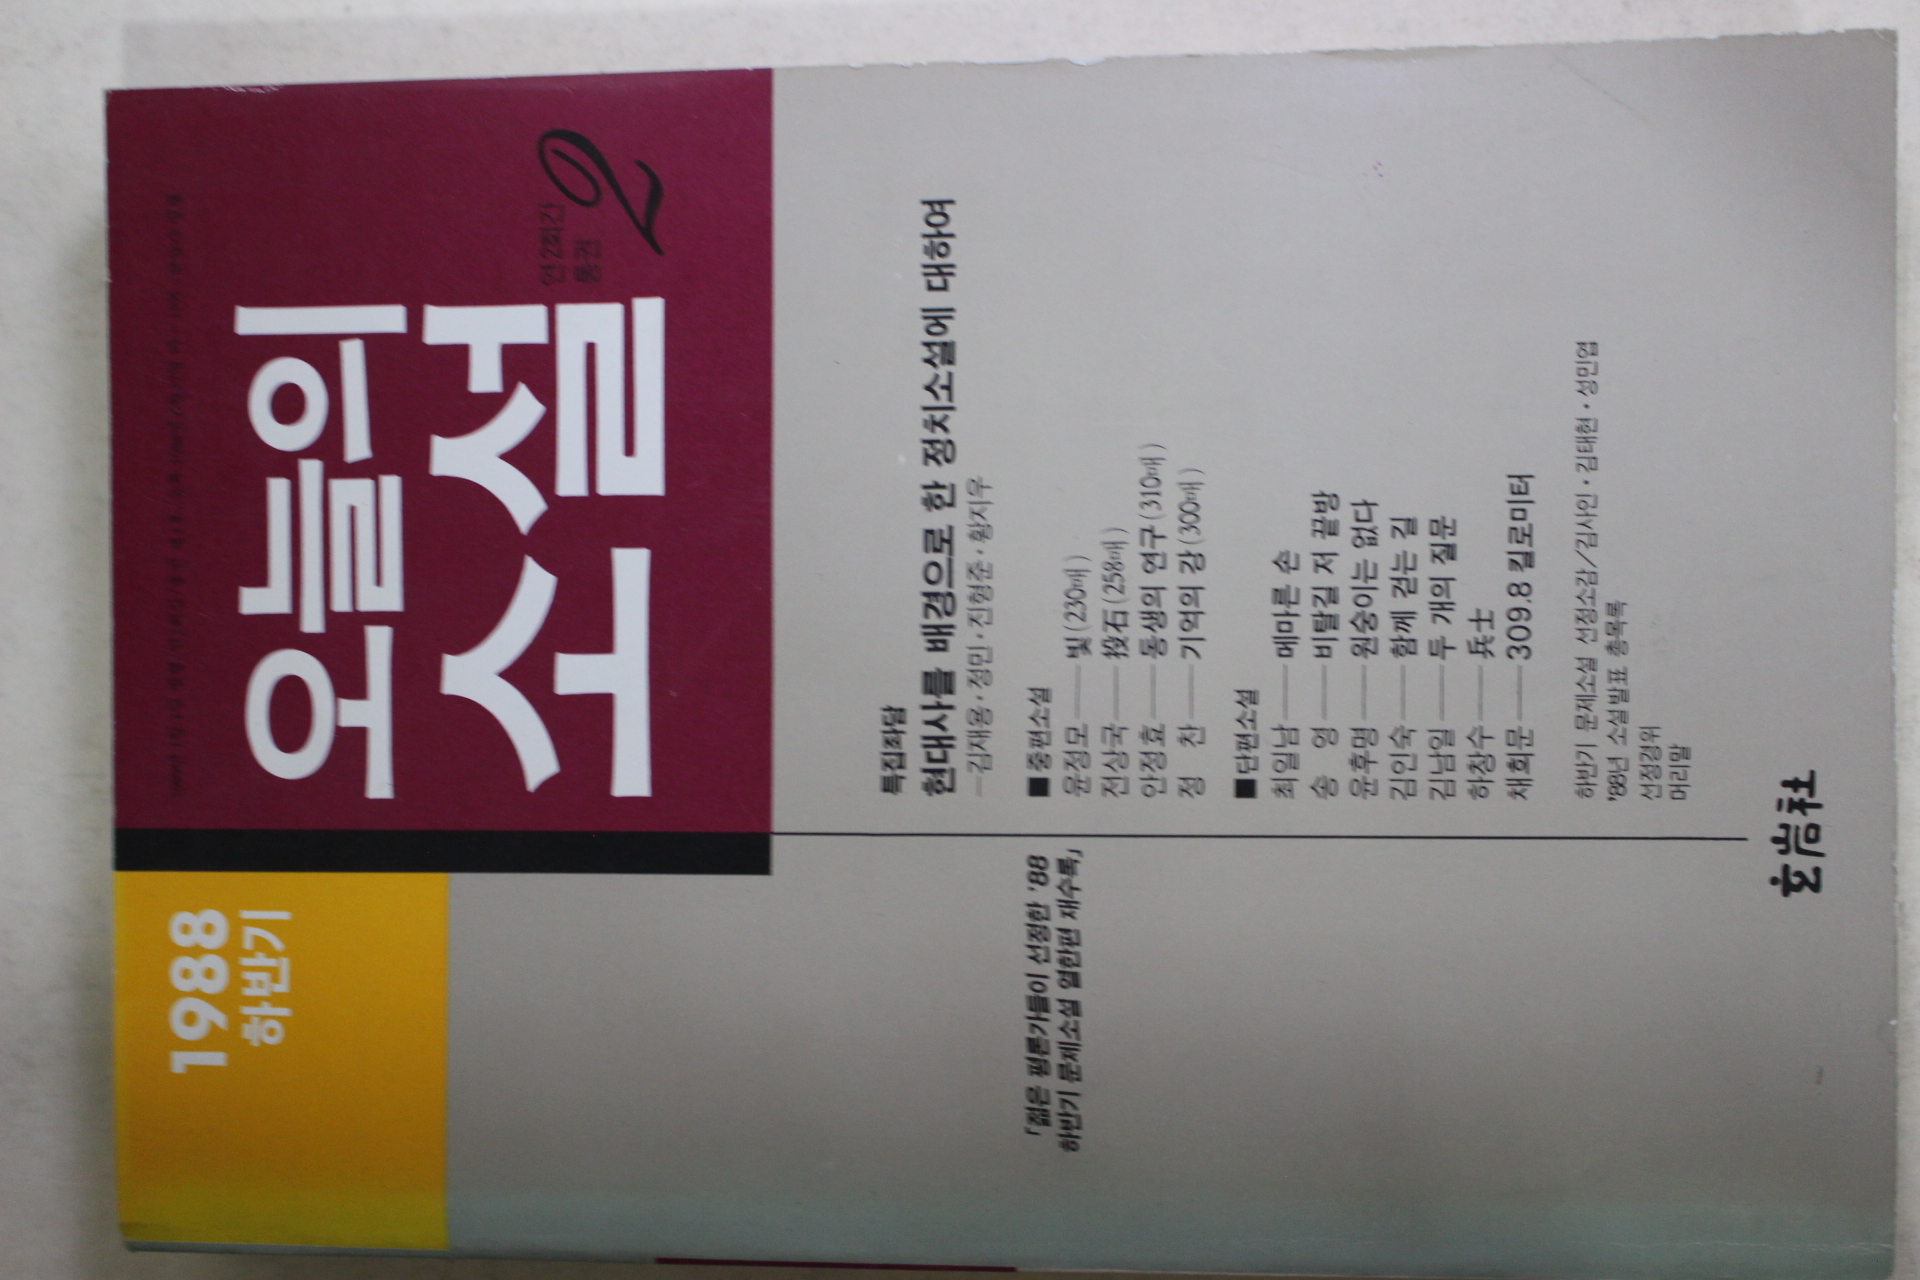 1988
하반기
오늘의
소설
연2회간
통권
2
특집좌담
현대사를 배경으로 한 정치소설에 대하여
—김재용·정민·진형준·황지우
■중편소설
윤정모——빛(230매)
전상국——投石(258매)
안정효——동생의 연구(310매)
정 찬——기억의 강(300매)
■단편소설
최일남——메마른 손
송 영——비탈길 저 끝방
윤후명——원숭이는 없다
김인숙——함께 걷는 길
김남일——두 개의 질문
하창수——兵士
채희문——309.8 킬로미터
하반기 문제소설 선정소감/김사인·김태현·성민엽
'88년 소설발표 총목록
선정경위
머리말
「젊은 평론가들이 선정한 '88
하반기 문제소설 열한편 재수록」
玄岩社